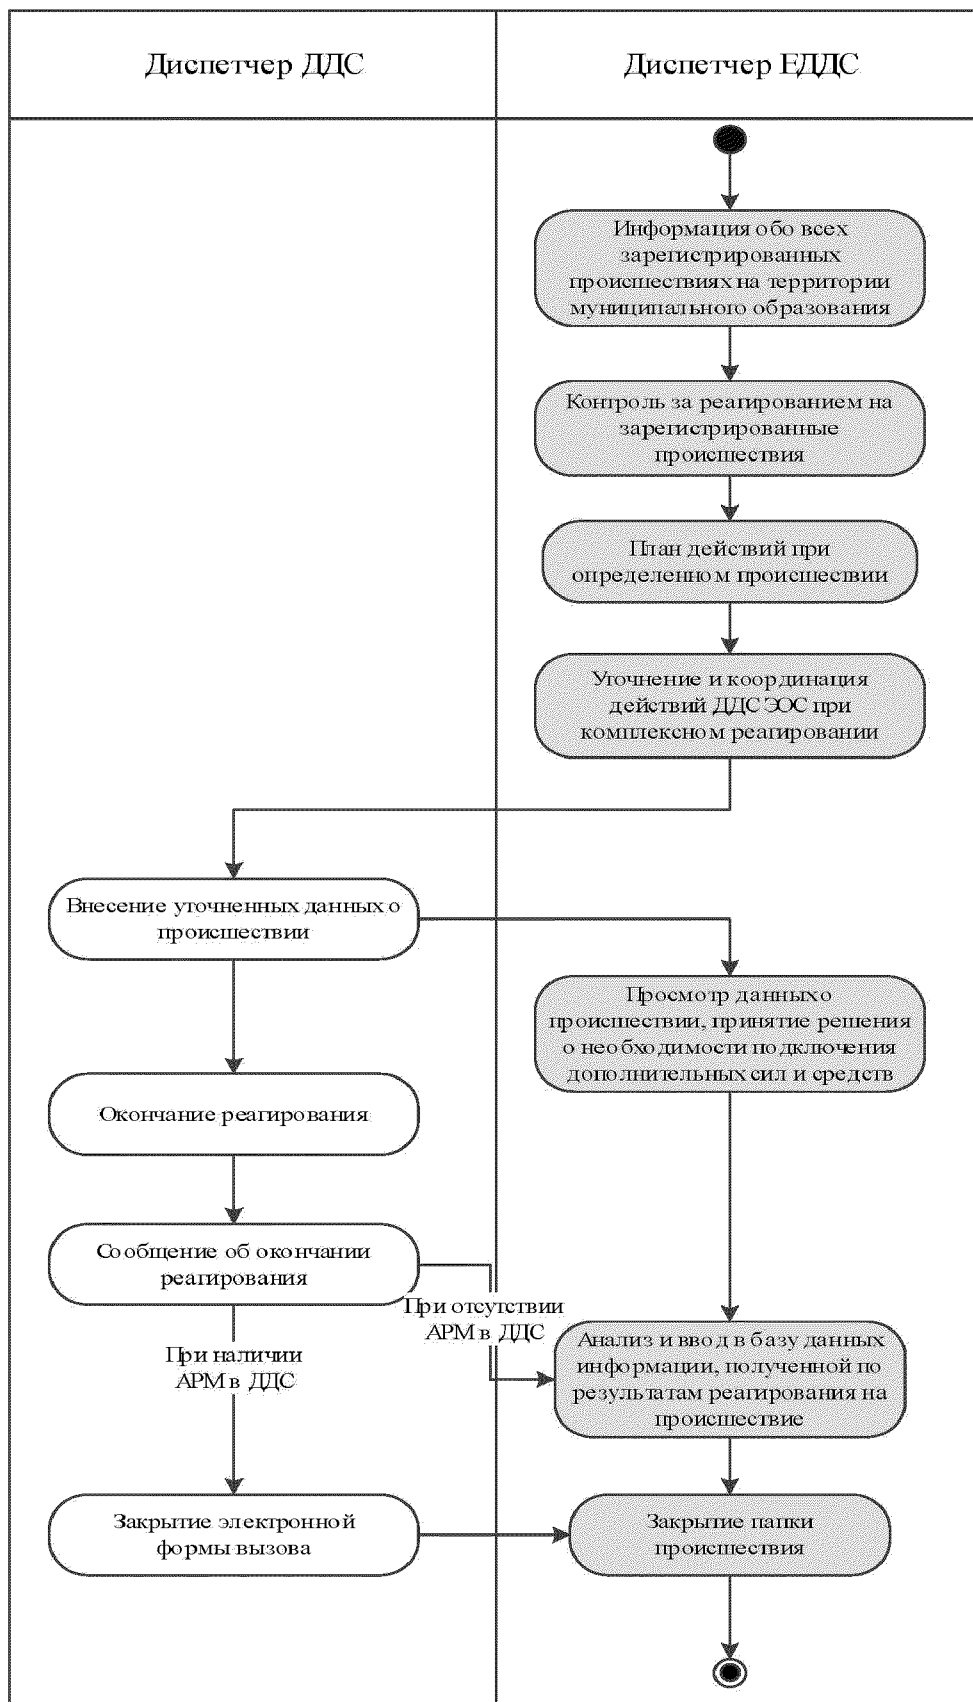 Диспетчер ДДС
Диспетчер ЕДДС
Информация обо всех
зарегистрированных
происшествиях на территории
муниципального образования
Контроль за реагированием на
зарегистрированные
происшествия
План действий при
определенном происшествии
Уточнение и координация
действий ДДС ЭОС при
комплексном реагировании
Внесение уточненных данных о
происшествии
Просмотр данных о
происшествии, принятие решения
о необходимости подключения
дополнительных сил и средств
Окончание реагирования
Сообщение об окончании
реагирования
При отсутствии
АРМ в ДДС
При наличии
АРМ в ДДС
Анализ и ввод в базу данных
информации, полученной по
результатам реагирования на
происшествие
Закрытие электронной
формы вызова
Закрытие папки
происшествия